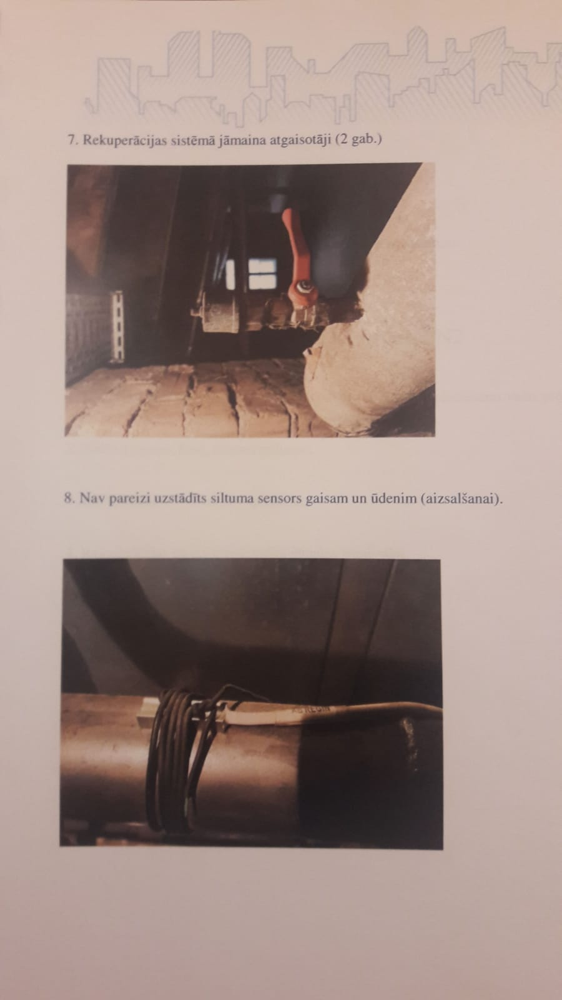 7. Rekuperācijas sistēmā jāmaina atgaisotāji (2 gab.)
8. Nav pareizi uzstādīts siltuma sensors gaisam un ūdenim (aizsalšanai).